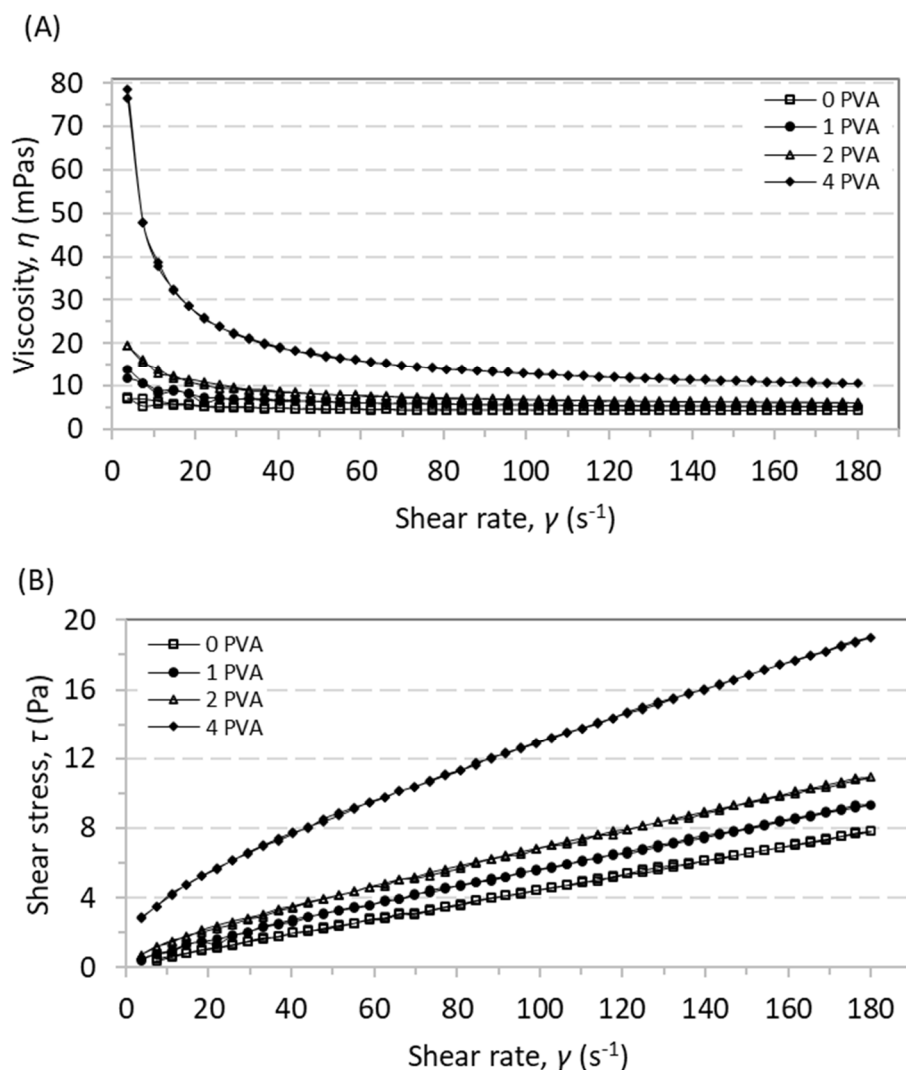 (A)
80
70
60
50
40
30
20
10
0
Viscosity, η (mPas)
0 PVA
1 PVA
2 PVA
4 PVA
0 20 40 60 80 100 120 140 160 180
Shear rate, γ (s⁻¹)
(B)
20
16
12
8
4
0
Shear stress, τ (Pa)
0 PVA
1 PVA
2 PVA
4 PVA
0 20 40 60 80 100 120 140 160 180
Shear rate, γ (s⁻¹)